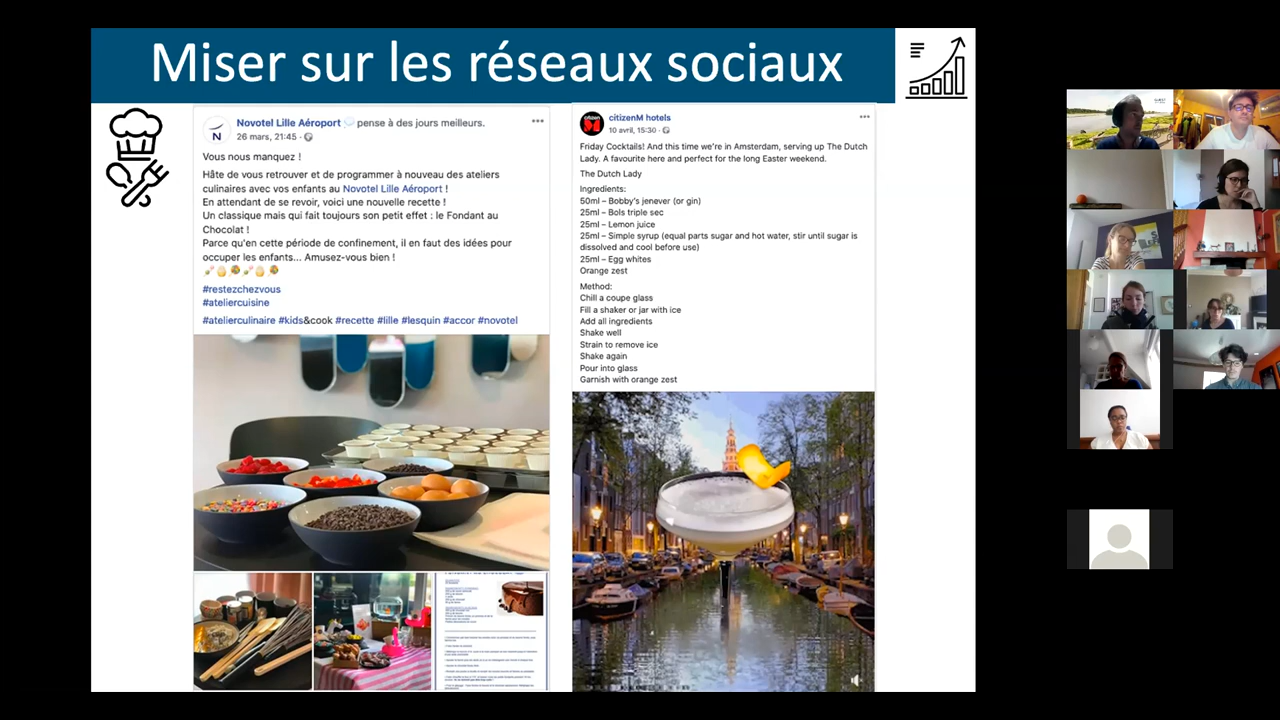 Miser sur les réseaux sociaux
Novotel Lille Aéroport pense à des jours meilleurs.
26 mars, 21:45
N
Vous nous manquez !
Hâte de vous retrouver et de programmer à nouveau des ateliers
culinaires avec vos enfants au Novotel Lille Aéroport !
En attendant de se revoir, voici une nouvelle recette !
Un classique mais qui fait toujours son petit effet : le Fondant au
Chocolat !
Parce qu'en cette période de confinement, il en faut des idées pour
occuper les enfants... Amusez-vous bien !
#restezchezvous
#ateliercuisine
#atelierculinaire #kids&cook #recette #lille #lesquin #accor #novotel
citizenM hotels
10 avril, 15:30
Friday Cocktails! And this time we're in Amsterdam, serving up The Dutch
Lady. A favourite here and perfect for the long Easter weekend.
The Dutch Lady
Ingredients:
50ml – Bobby's jenever (or gin)
25ml – Bols triple sec
25ml – Lemon juice
25ml – Simple syrup (equal parts sugar and hot water, stir until sugar is
dissolved and cool before use)
25ml – Egg whites
Orange zest
Method:
Chill a coupe glass
Fill a shaker or jar with ice
Add all ingredients
Shake well
Strain to remove ice
Shake again
Pour into glass
Garnish with orange zest